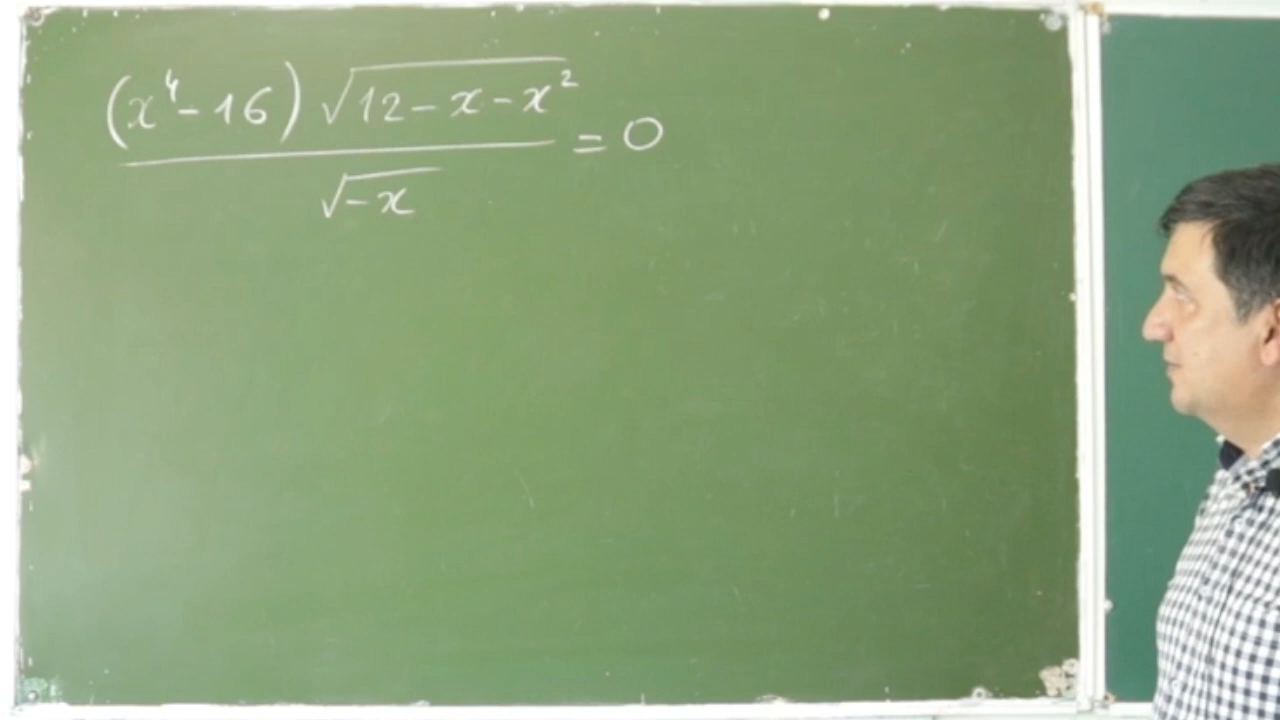 (x⁴-16) √12-x-x²
= 0
√-x